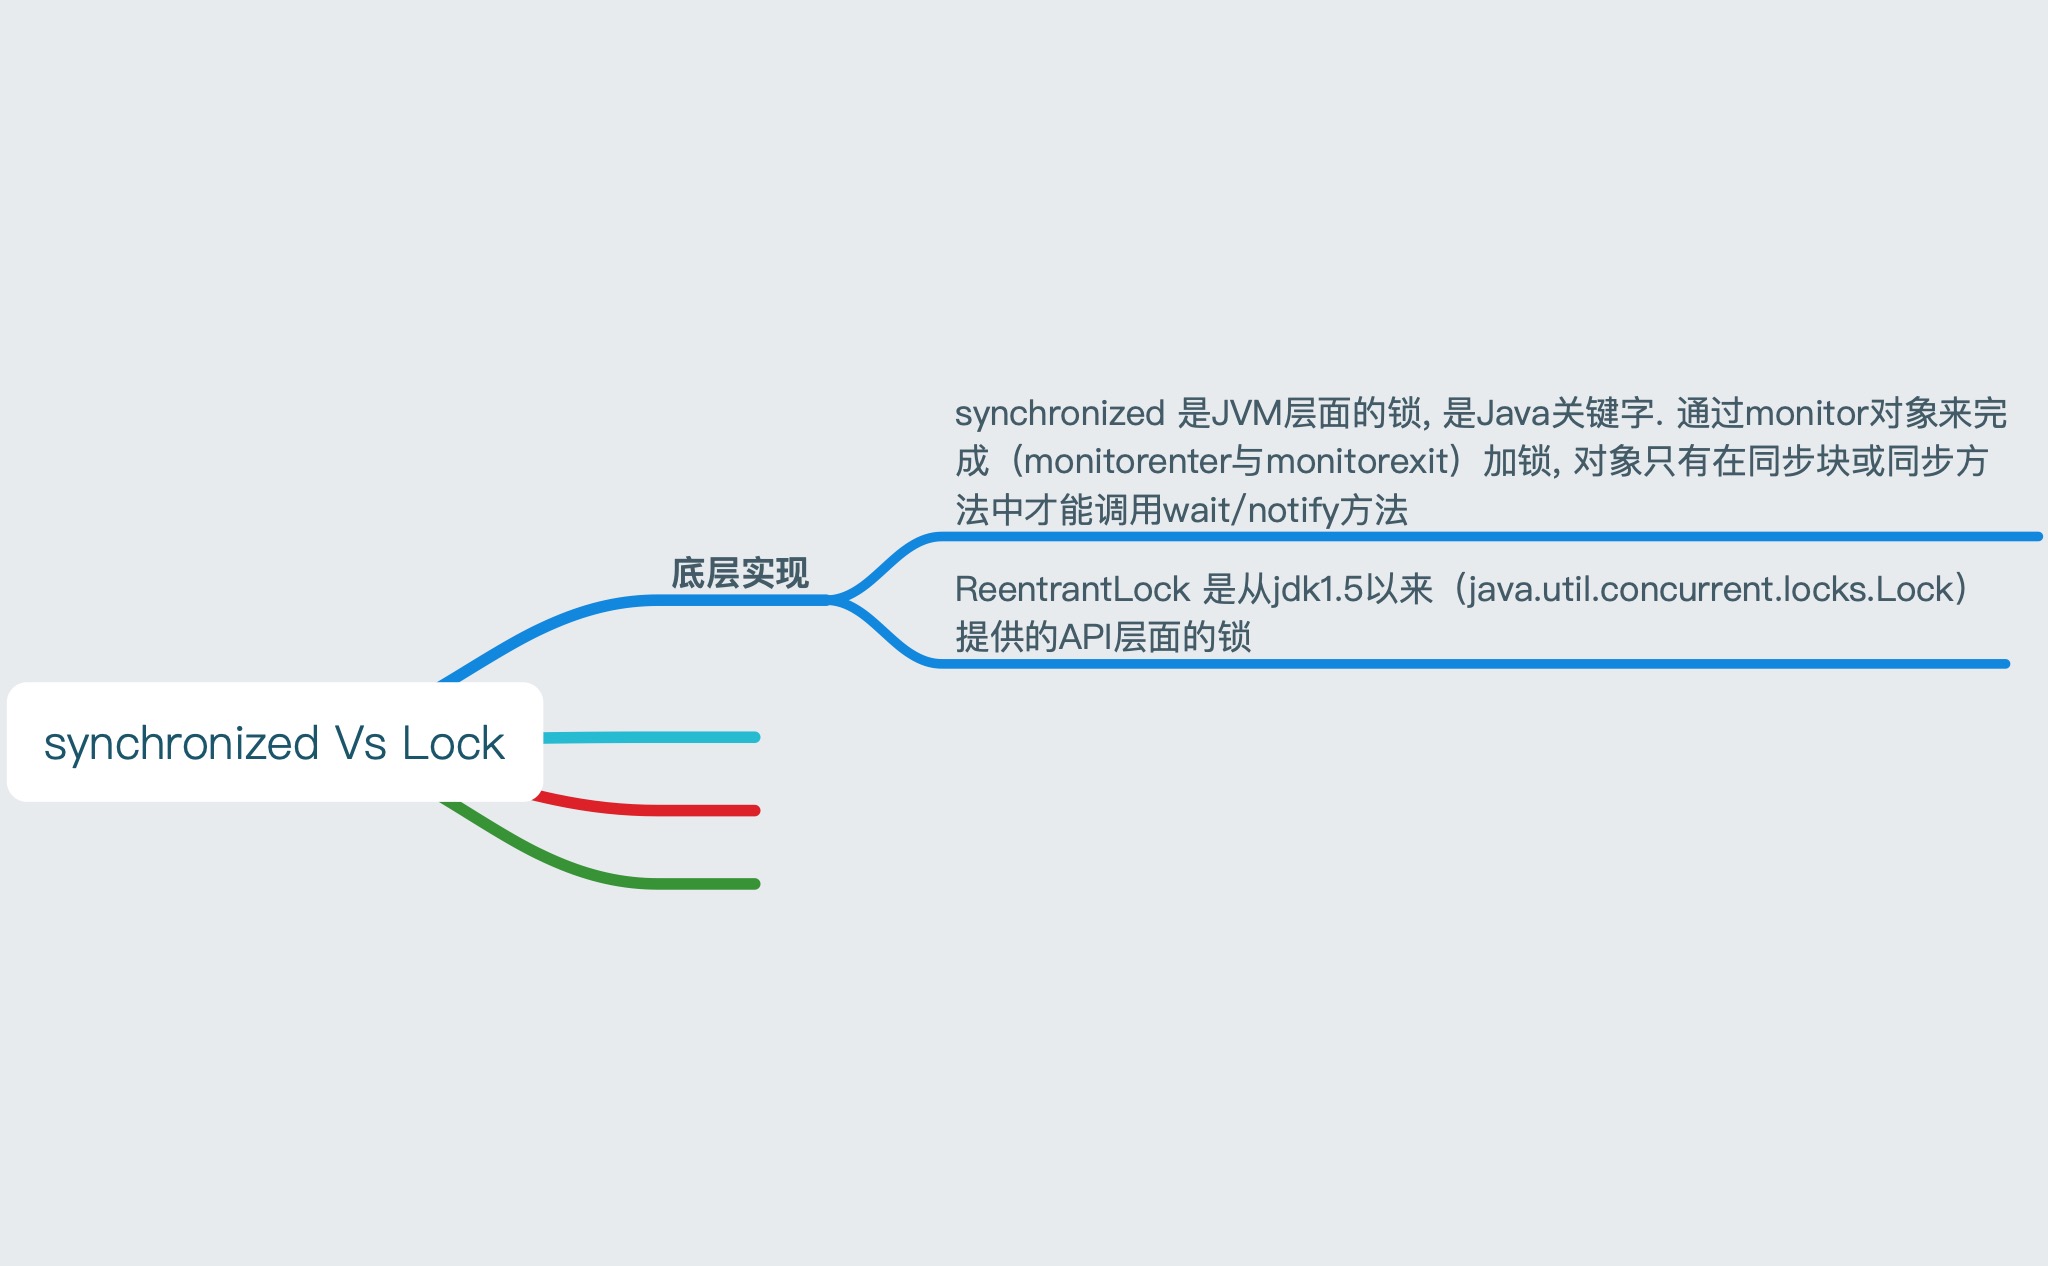 synchronized 是JVM层面的锁, 是Java关键字. 通过monitor对象来完
成（monitorenter与monitorexit）加锁, 对象只有在同步块或同步方
法中才能调用wait/notify方法
底层实现
ReentrantLock 是从jdk1.5以来（java.util.concurrent.locks.Lock）
提供的API层面的锁
synchronized Vs Lock